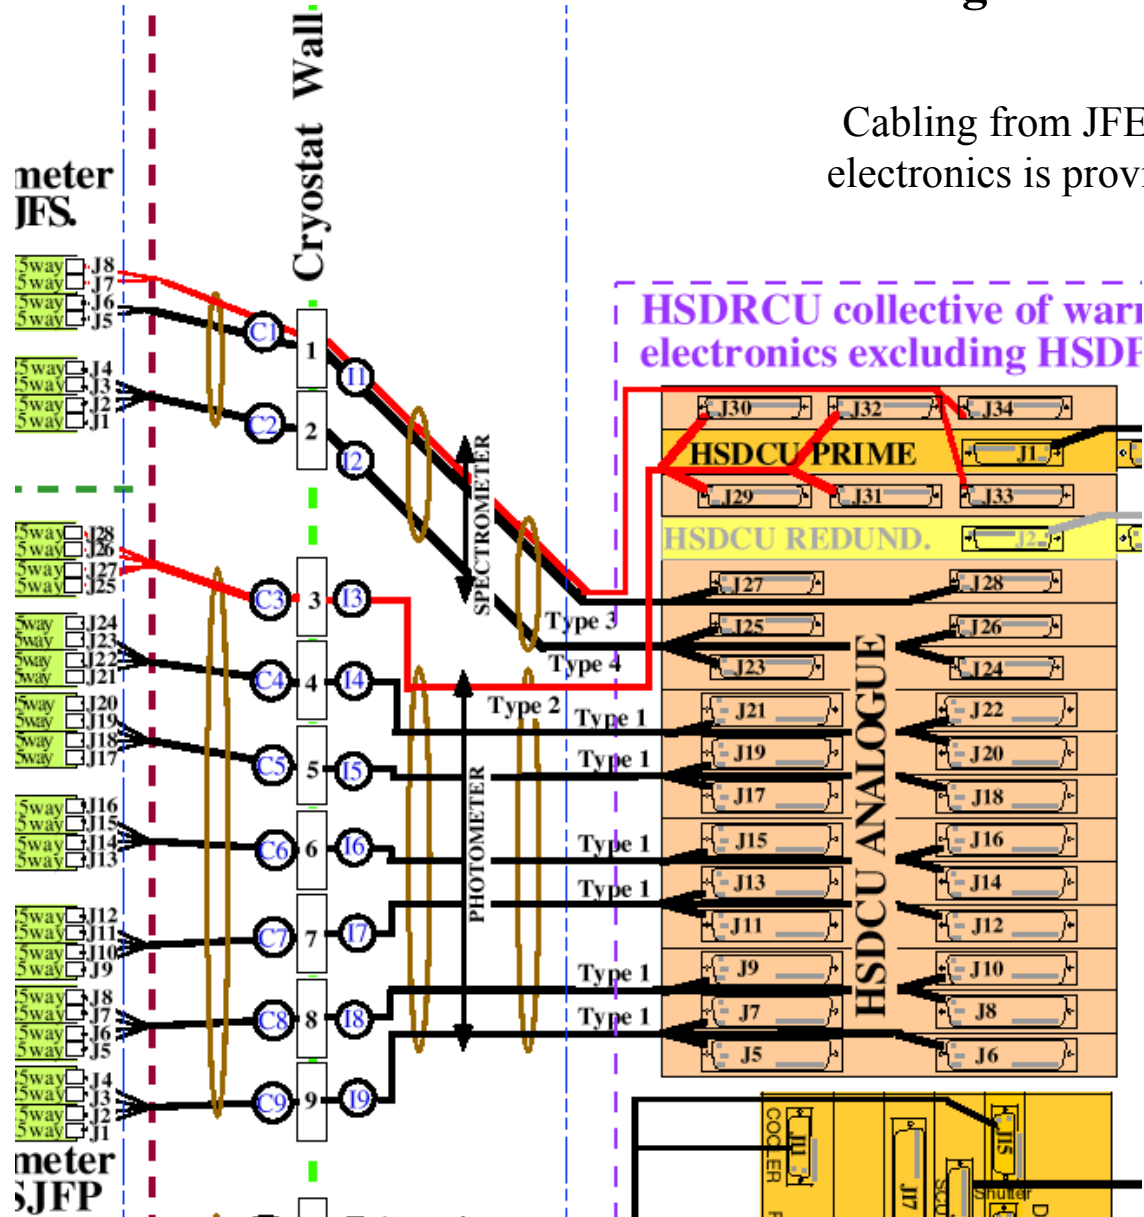 Cryostat Wall
Cabling from JFE
electronics is provi
meter
JFS.
5way J8
5way J7
5way J6
5way J5
5way J4
5way J3
5way J2
5way J1
C1
1
I1
C2
2
I2
SPECTROMETER
HSDRCU collective of warr
electronics excluding HSDP
J30
J32
J34
HSDCU PRIME
J1
J29
J31
J33
HSDCU REDUND.
J2
J27
J28
Type 3
J25
J26
Type 4
J23
J24
5way J28
5way J26
5way J27
5way J25
C3
3
I3
Type 2
5way J24
5way J23
5way J22
5way J21
C4
4
I4
Type 1
J21
J22
5way J20
5way J19
5way J18
5way J17
C5
5
I5
Type 1
J19
J20
J17
J18
HSDCU ANALOGUE
PHOTOMETER
5way J16
5way J15
5way J14
5way J13
C6
6
I6
Type 1
J15
J16
Type 1
J13
J14
5way J12
5way J11
5way J10
5way J9
C7
7
I7
J11
J12
Type 1
J9
J10
5way J8
5way J7
5way J6
5way J5
C8
8
I8
Type 1
J7
J8
J5
J6
5way J4
5way J3
5way J2
5way J1
C9
9
I9
meter
SJFP
COOLER
J11
J17
J15
SCU
Shutter
D